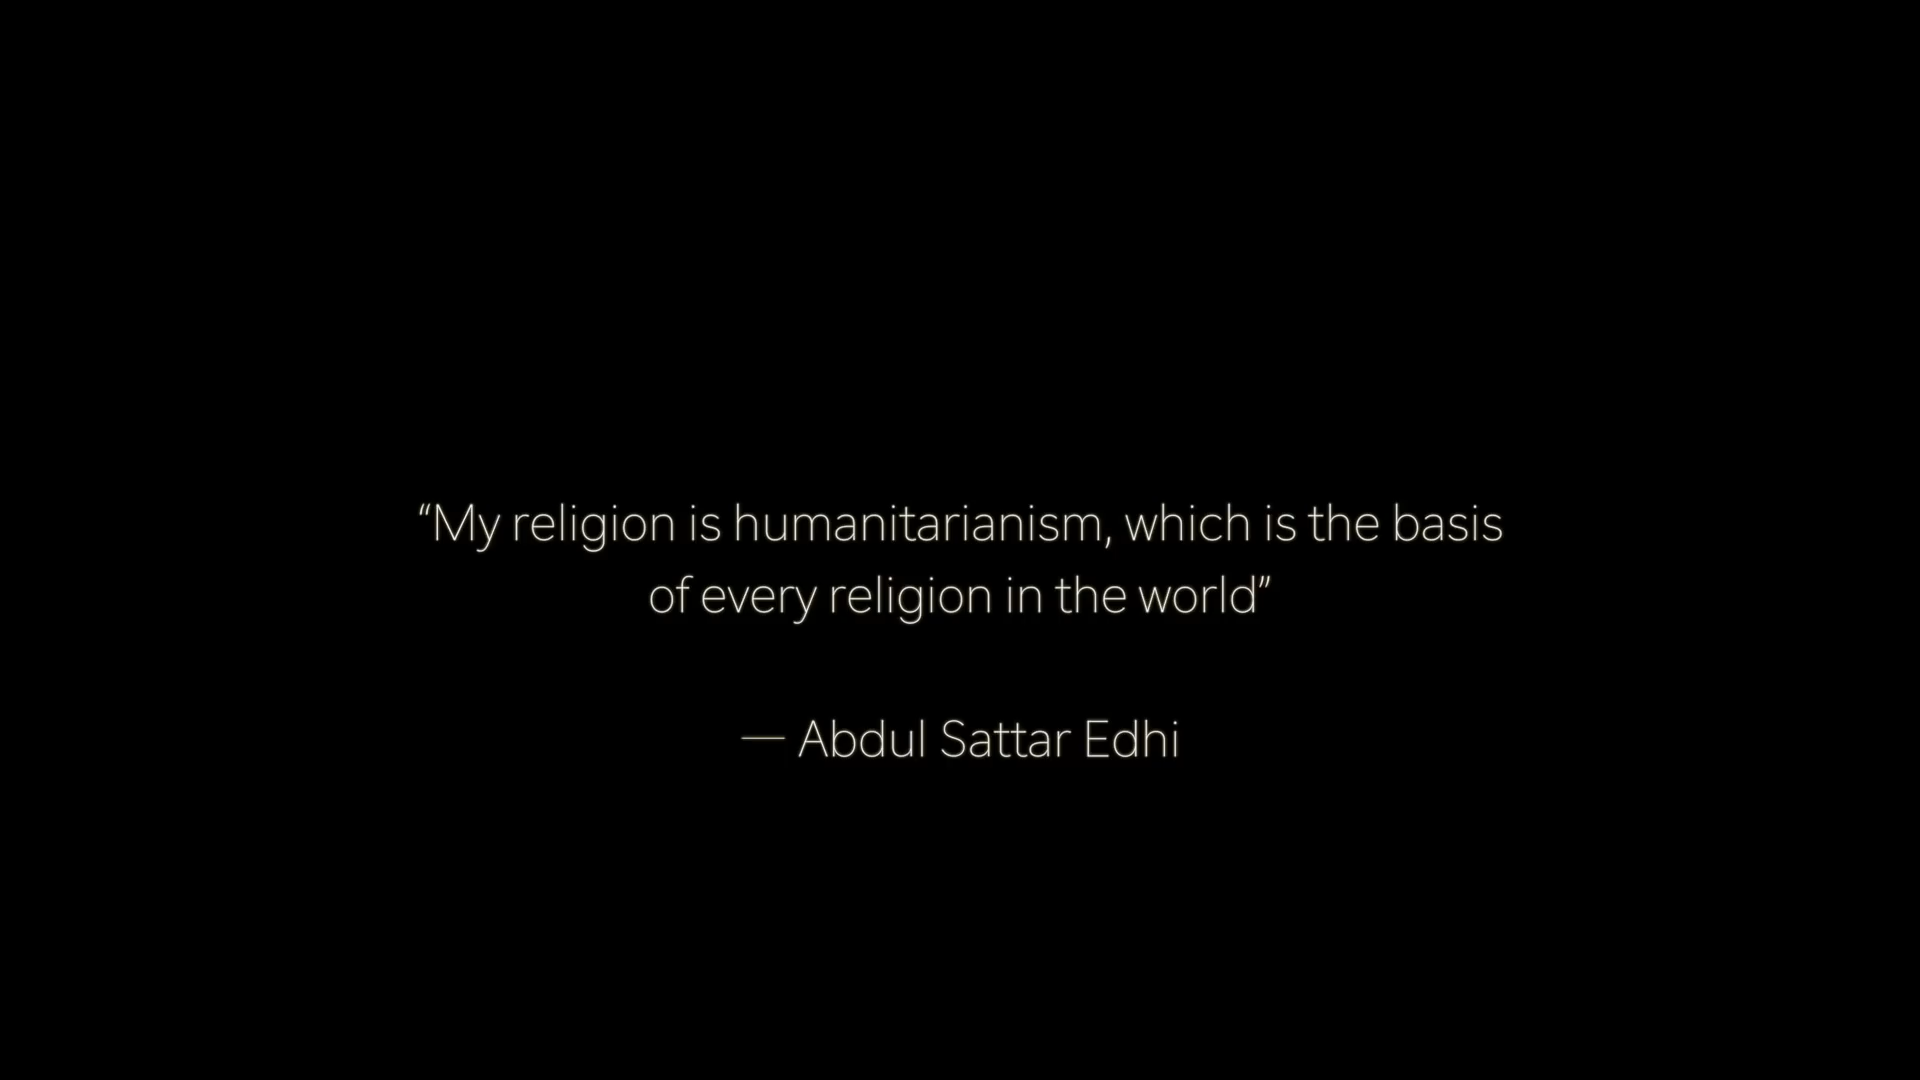 “My religion is humanitarianism, which is the basis
of every religion in the world”
— Abdul Sattar Edhi